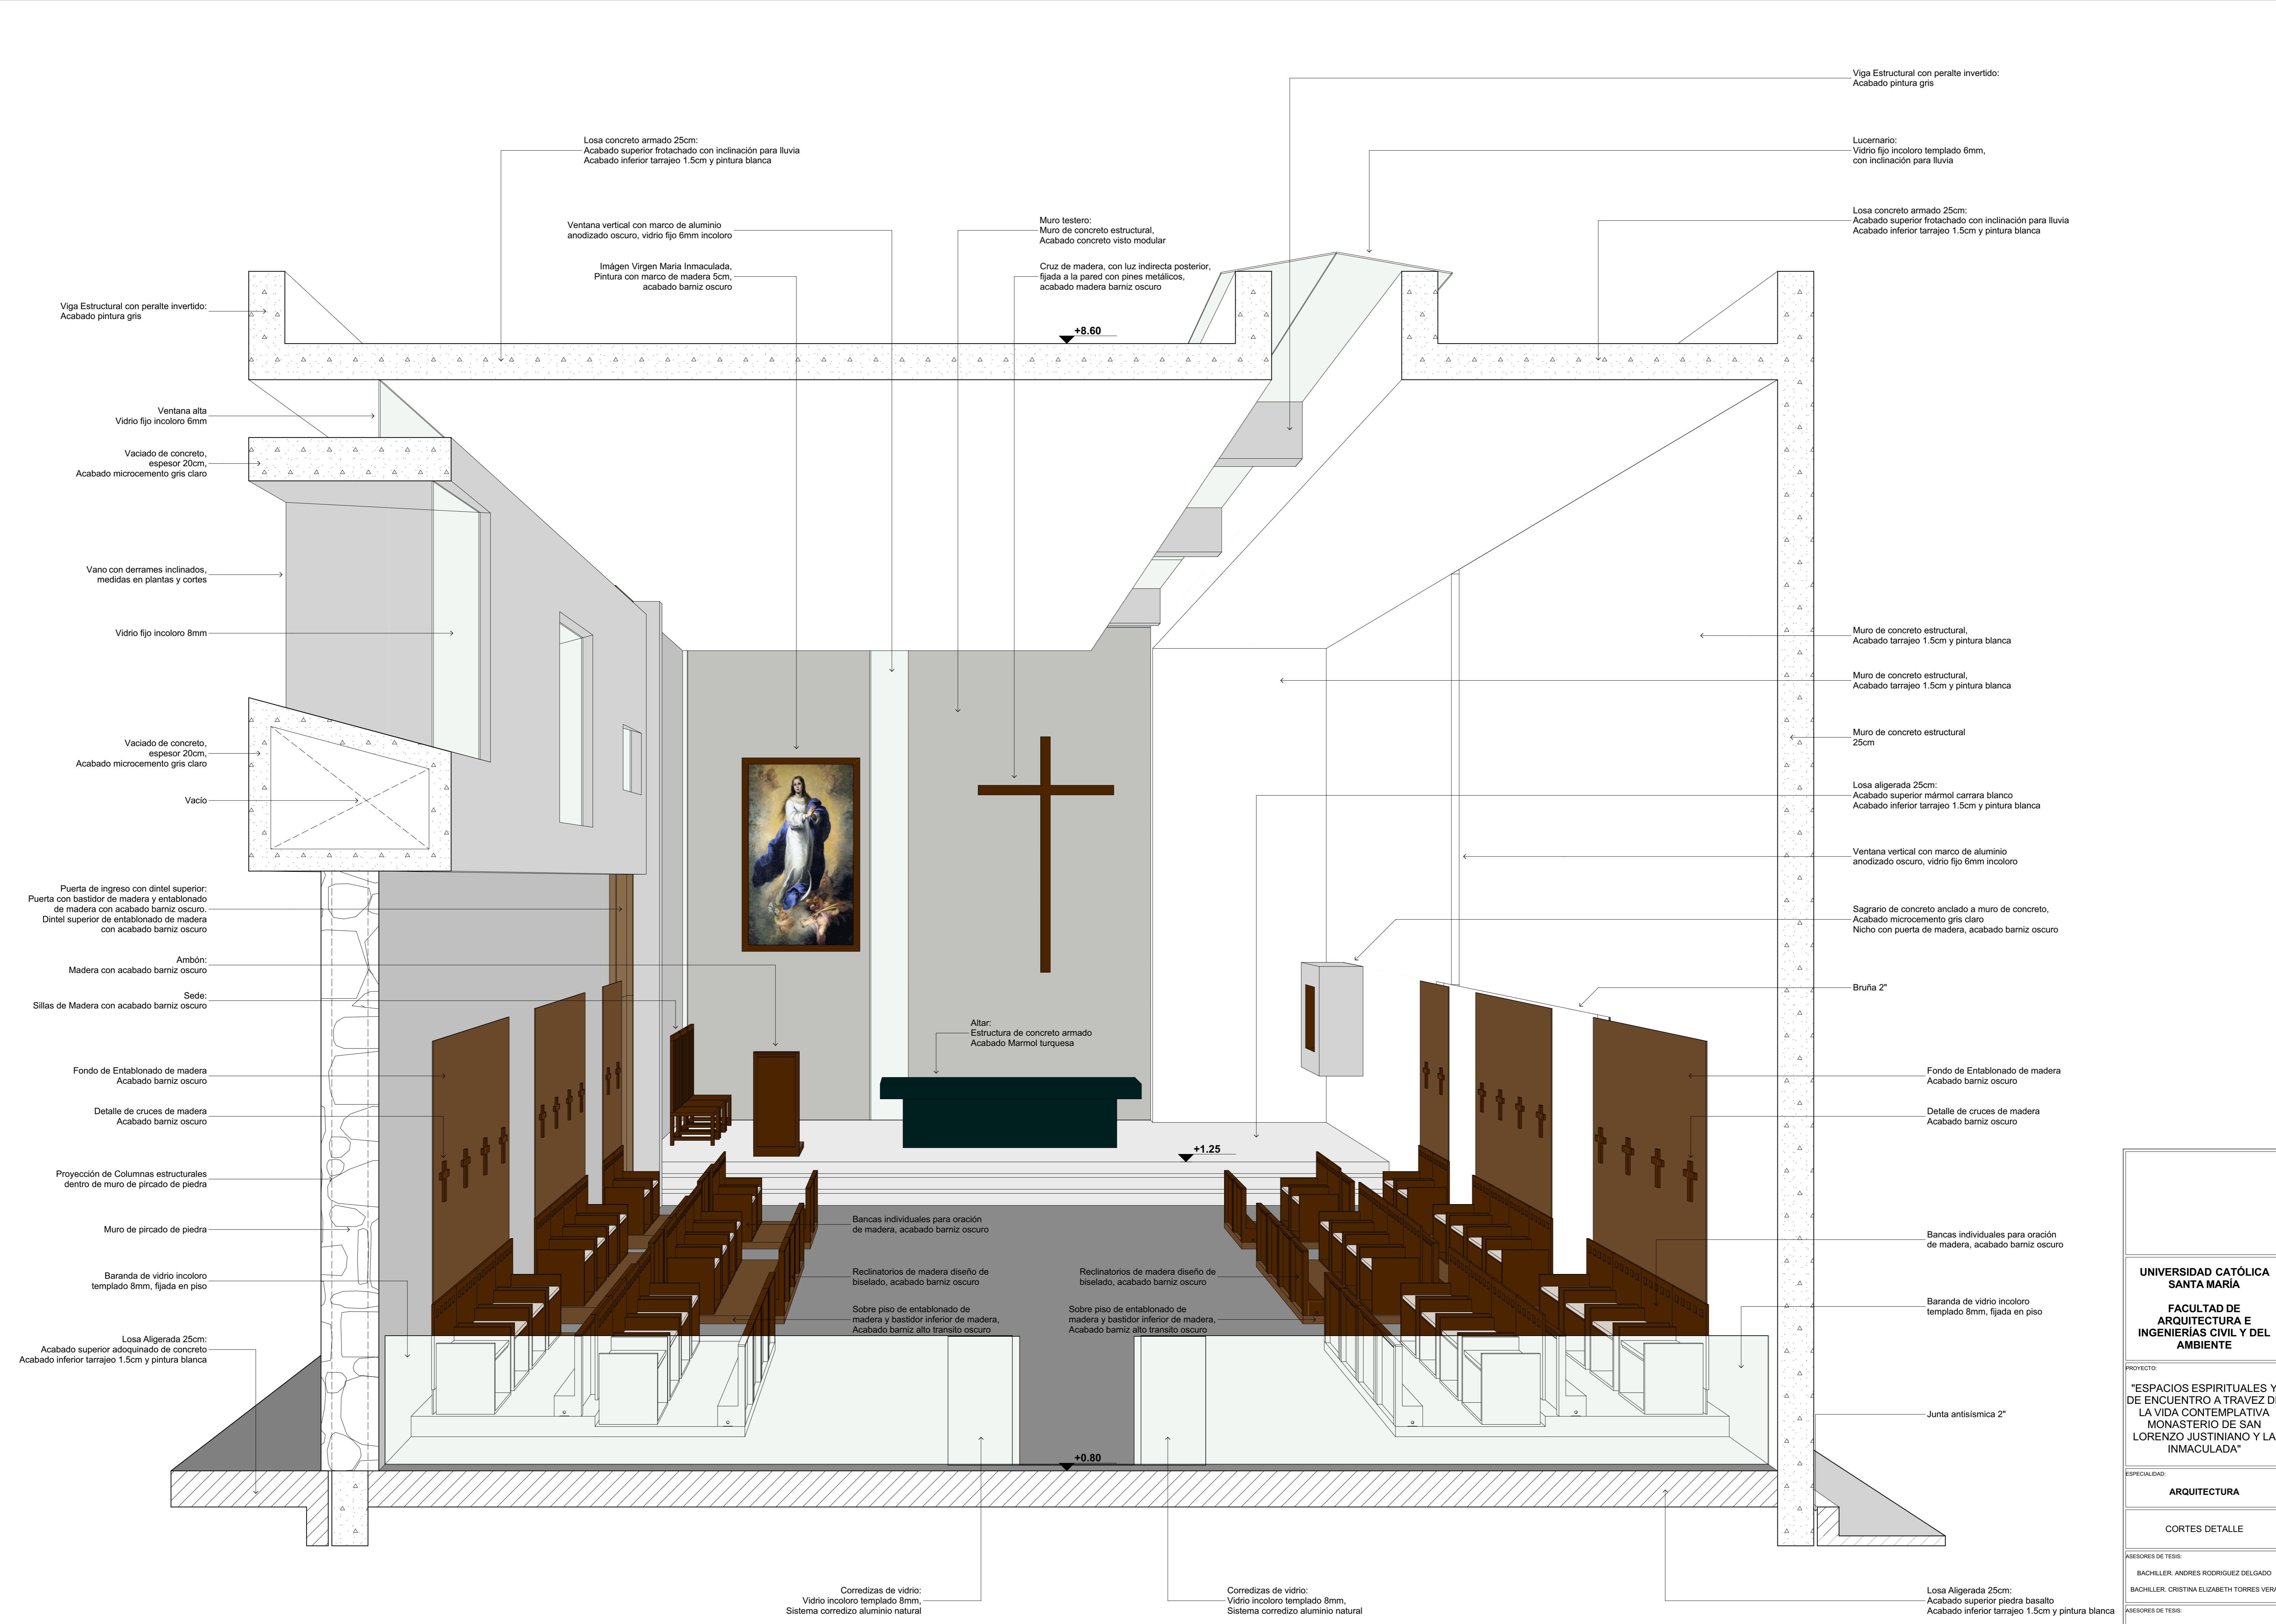 Viga Estructural con peralte invertido:
Acabado pintura gris
Losa concreto armado 25cm:
Acabado superior frotachado con inclinación para lluvia
Acabado inferior tarrajeo 1.5cm y pintura blanca
Lucernario:
Vidrio fijo incoloro templado 6mm,
con inclinación para lluvia
Losa concreto armado 25cm:
Acabado superior frotachado con inclinación para lluvia
Acabado inferior tarrajeo 1.5cm y pintura blanca
Ventana vertical con marco de aluminio
anodizado oscuro, vidrio fijo 6mm incoloro
Muro testero:
Muro de concreto estructural,
Acabado concreto visto modular
Imágen Virgen Maria Inmaculada,
Pintura con marco de madera 5cm,
acabado barniz oscuro
Cruz de madera, con luz indirecta posterior,
fijada a la pared con pines metálicos,
acabado madera barniz oscuro
Viga Estructural con peralte invertido:
Acabado pintura gris
+8.60
Ventana alta
Vidrio fijo incoloro 6mm
Vaciado de concreto,
espesor 20cm,
Acabado microcemento gris claro
Vano con derrames inclinados,
medidas en plantas y cortes
Vidrio fijo incoloro 8mm
Vaciado de concreto,
espesor 20cm,
Acabado microcemento gris claro
Vacío
Puerta de ingreso con dintel superior:
Puerta con bastidor de madera y entablonado
de madera con acabado barniz oscuro.
Dintel superior de entablonado de madera
con acabado barniz oscuro
Ambón:
Madera con acabado barniz oscuro
Sede:
Sillas de Madera con acabado barniz oscuro
Fondo de Entablonado de madera
Acabado barniz oscuro
Detalle de cruces de madera
Acabado barniz oscuro
Proyección de Columnas estructurales
dentro de muro de pircado de piedra
Muro de pircado de piedra
Baranda de vidrio incoloro
templado 8mm, fijada en piso
Losa Aligerada 25cm:
Acabado superior adoquinado de concreto
Acabado inferior tarrajeo 1.5cm y pintura blanca
Altar:
Estructura de concreto armado
Acabado Marmol turquesa
+1.25
Bancas individuales para oración
de madera, acabado barniz oscuro
Reclinatorios de madera diseño de
biselado, acabado barniz oscuro
Sobre piso de entablonado de
madera y bastidor inferior de madera,
Acabado barniz alto transito oscuro
Reclinatorios de madera diseño de
biselado, acabado barniz oscuro
Sobre piso de entablonado de
madera y bastidor inferior de madera,
Acabado barniz alto transito oscuro
+0.80
Corredizas de vidrio:
Vidrio incoloro templado 8mm,
Sistema corredizo aluminio natural
Corredizas de vidrio:
Vidrio incoloro templado 8mm,
Sistema corredizo aluminio natural
Muro de concreto estructural,
Acabado tarrajeo 1.5cm y pintura blanca
Muro de concreto estructural,
Acabado tarrajeo 1.5cm y pintura blanca
Muro de concreto estructural
25cm
Losa aligerada 25cm:
Acabado superior mármol carrara blanco
Acabado inferior tarrajeo 1.5cm y pintura blanca
Ventana vertical con marco de aluminio
anodizado oscuro, vidrio fijo 6mm incoloro
Sagrario de concreto anclado a muro de concreto,
Acabado microcemento gris claro
Nicho con puerta de madera, acabado barniz oscuro
Bruña 2"
Fondo de Entablonado de madera
Acabado barniz oscuro
Detalle de cruces de madera
Acabado barniz oscuro
Bancas individuales para oración
de madera, acabado barniz oscuro
Baranda de vidrio incoloro
templado 8mm, fijada en piso
Junta antisísmica 2"
Losa Aligerada 25cm:
Acabado superior piedra basalto
Acabado inferior tarrajeo 1.5cm y pintura blanca
UNIVERSIDAD CATÓLICA
SANTA MARÍA
FACULTAD DE
ARQUITECTURA E
INGENIERÍAS CIVIL Y DEL
AMBIENTE
PROYECTO:
"ESPACIOS ESPIRITUALES Y
DE ENCUENTRO A TRAVEZ D
LA VIDA CONTEMPLATIVA
MONASTERIO DE SAN
LORENZO JUSTINIANO Y LA
INMACULADA"
ESPECIALIDAD:
ARQUITECTURA
CORTES DETALLE
ASESORES DE TESIS:
BACHILLER. ANDRES RODRIGUEZ DELGADO
BACHILLER. CRISTINA ELIZABETH TORRES VERA
ASESORES DE TESIS: